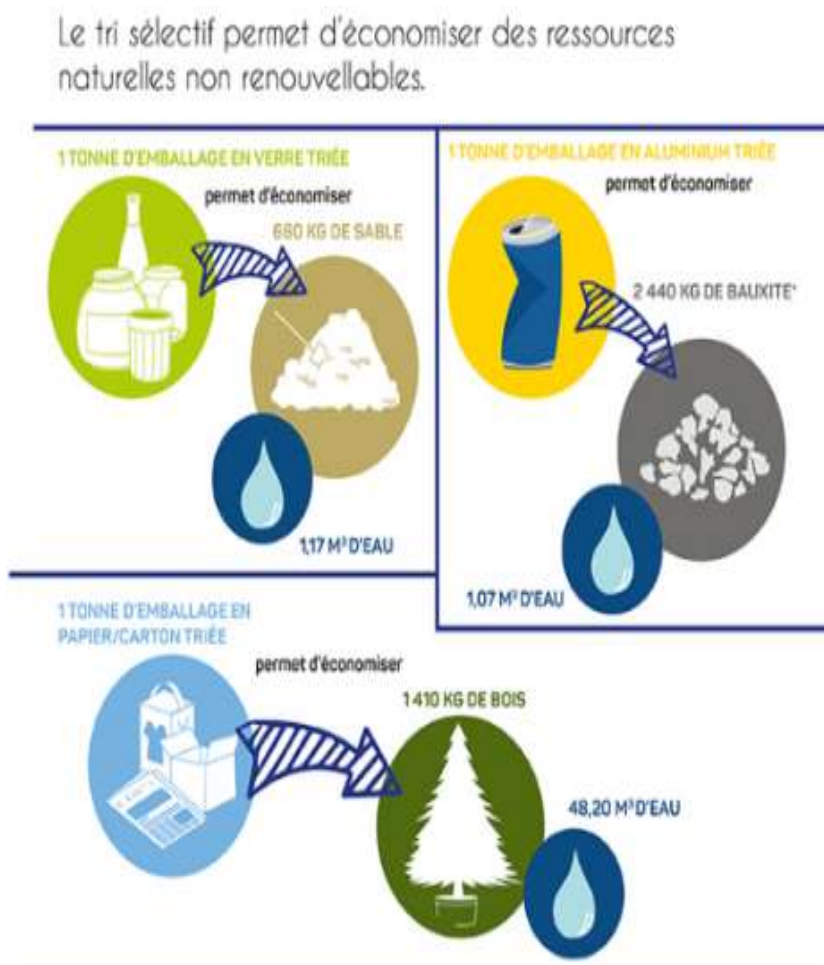 Le tri sélectif permet d'économiser des ressources
naturelles non renouvellables.
1 TONNE D'EMBALLAGE EN VERRE TRIÉE
permet d'économiser
660 KG DE SABLE
1,17 M³ D'EAU
1 TONNE D'EMBALLAGE EN ALUMINIUM TRIÉE
permet d'économiser
2 440 KG DE BAUXITE*
1,07 M³ D'EAU
1 TONNE D'EMBALLAGE EN
PAPIER/CARTON TRIÉE
permet d'économiser
1 410 KG DE BOIS
48,20 M³ D'EAU